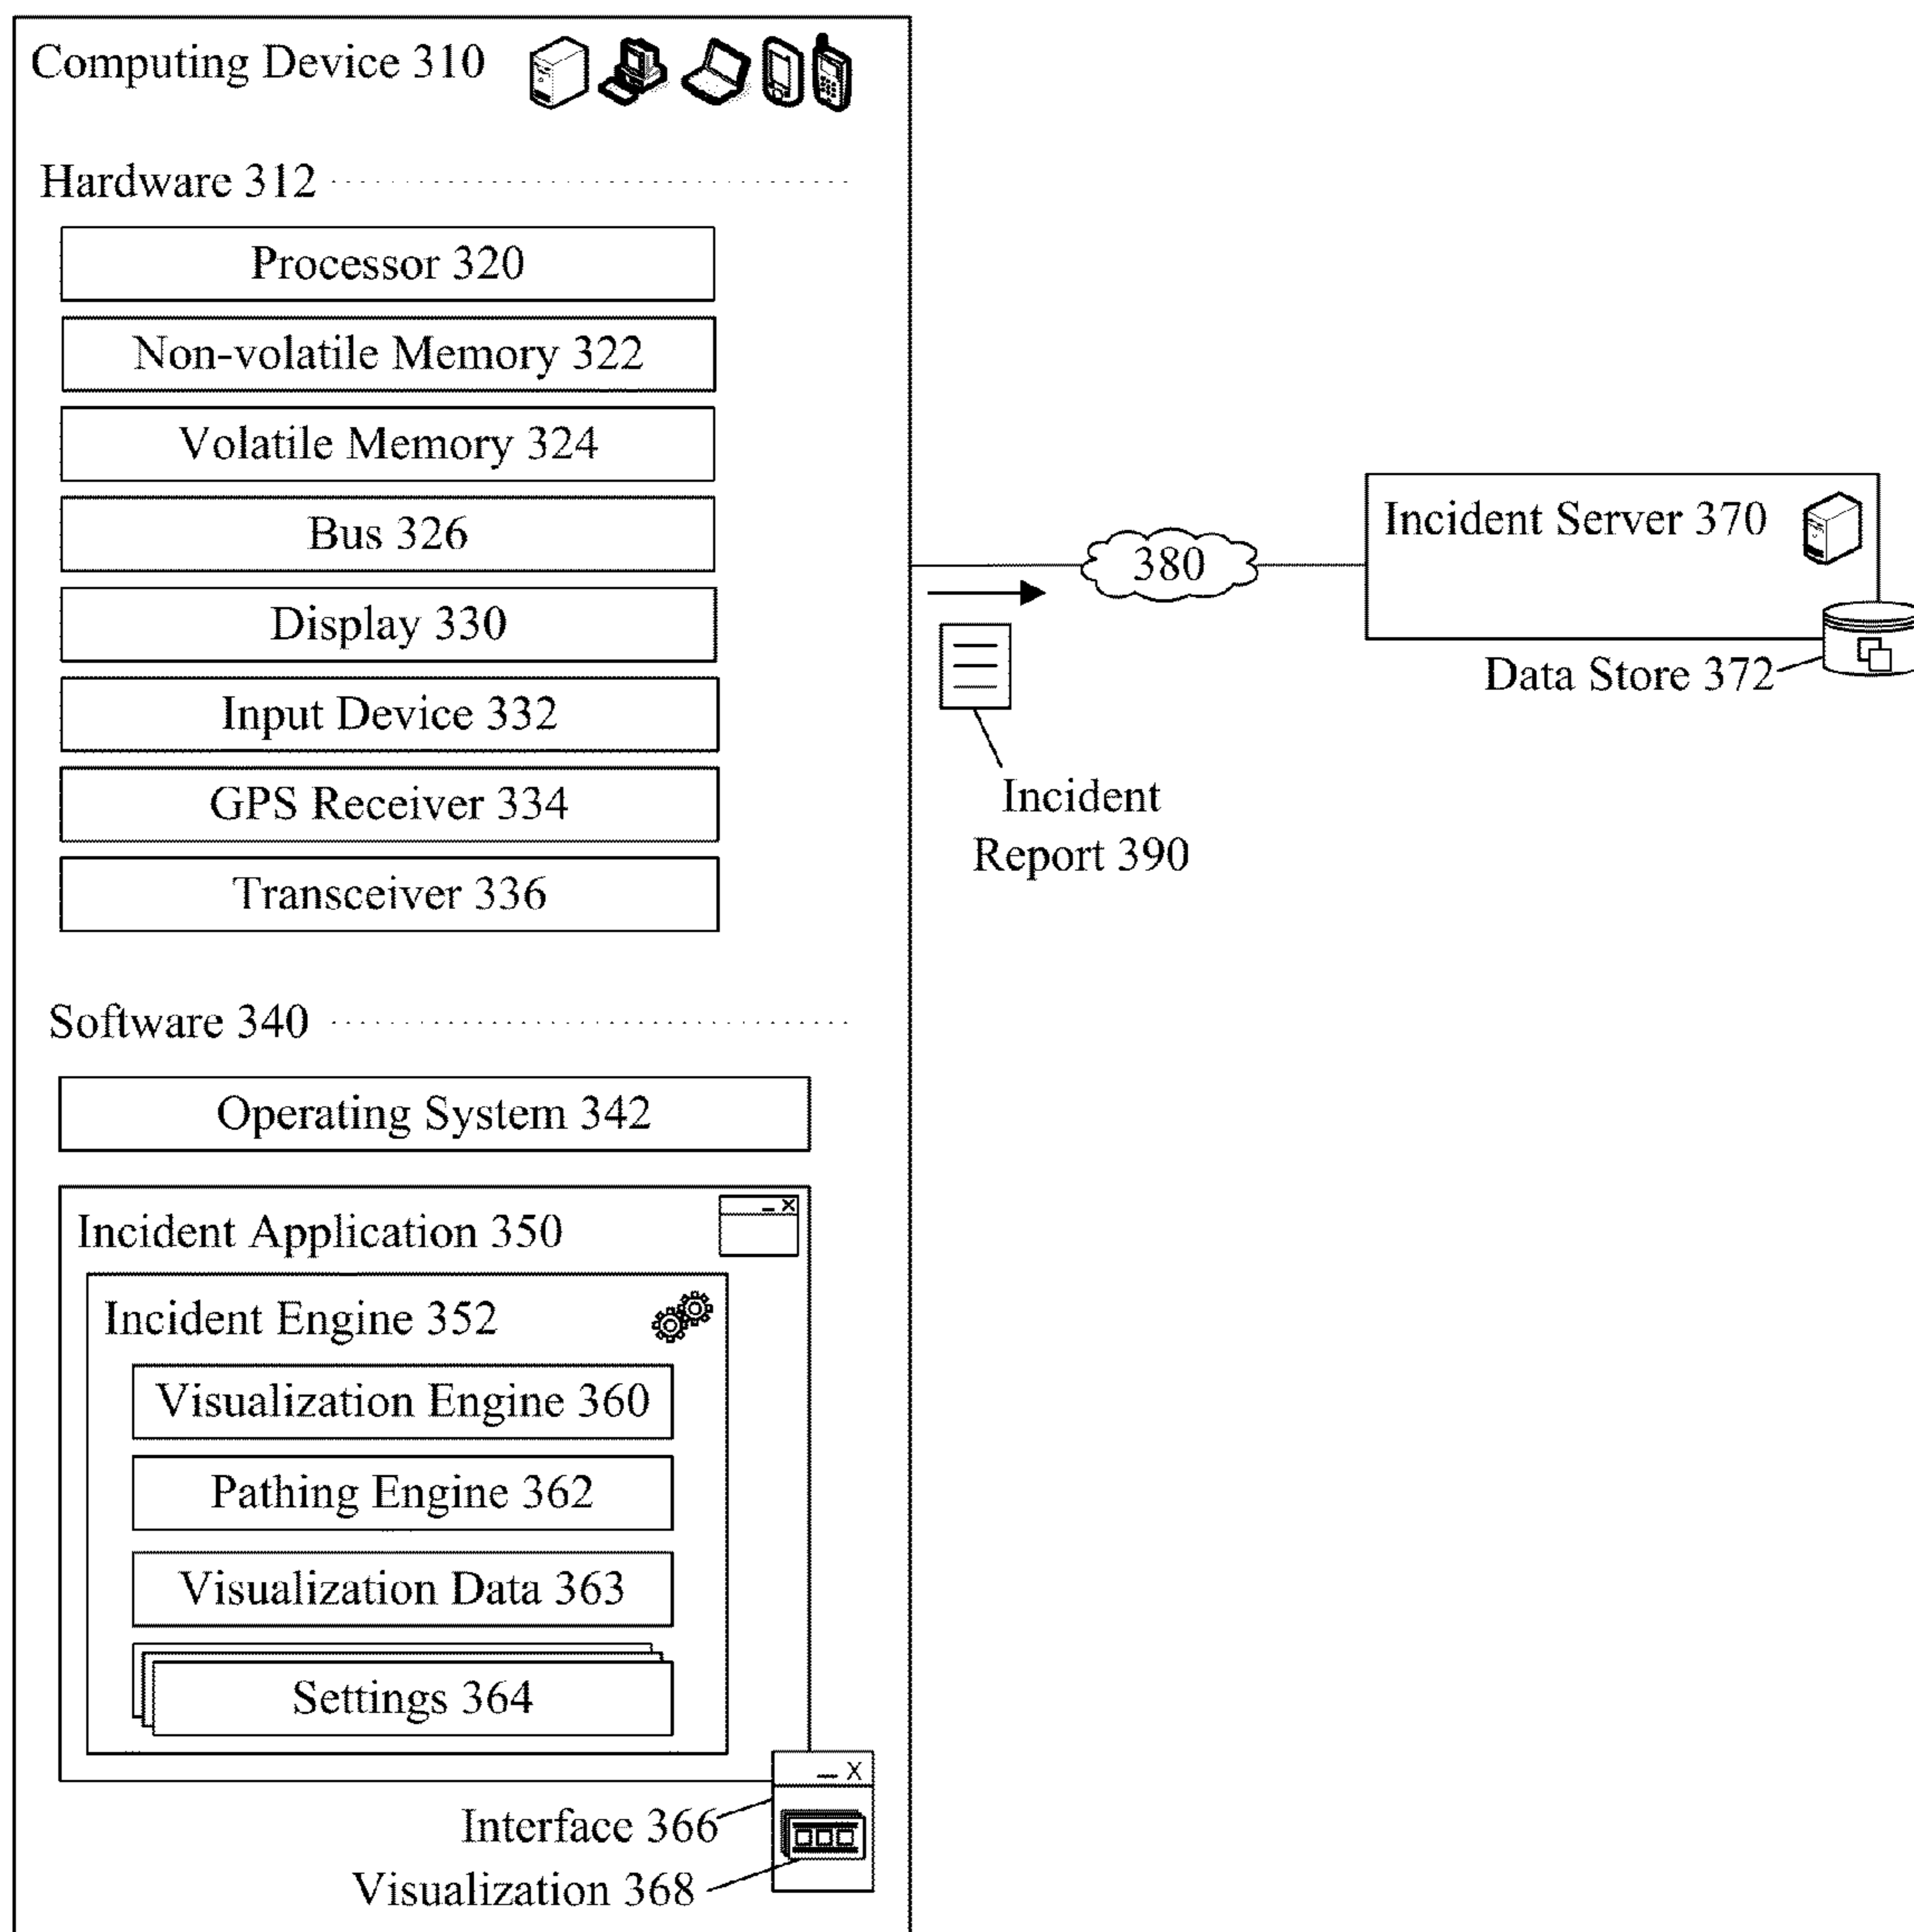 Computing Device 310
Hardware 312
Processor 320
Non-volatile Memory 322
Volatile Memory 324
Bus 326
Display 330
Input Device 332
GPS Receiver 334
Transceiver 336
Software 340
Operating System 342
Incident Application 350
Incident Engine 352
Visualization Engine 360
Pathing Engine 362
Visualization Data 363
Settings 364
Interface 366
Visualization 368
380
Incident
Report 390
Incident Server 370
Data Store 372